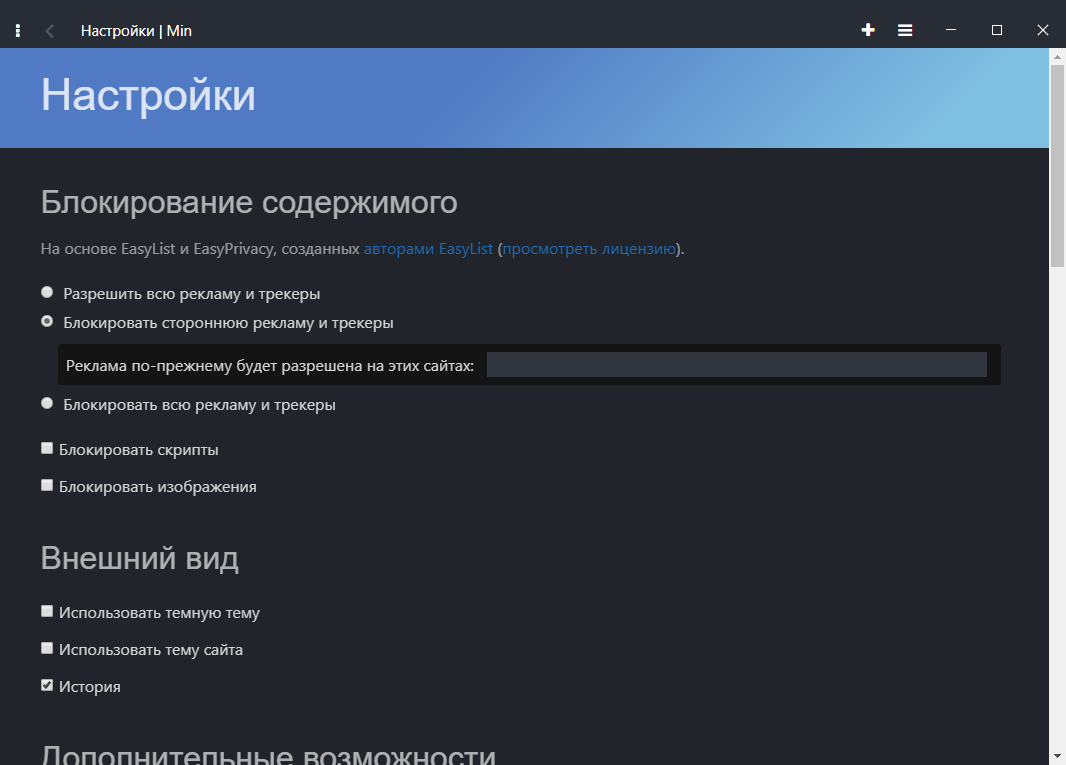 Настройки | Min
Настройки
Блокирование содержимого
На основе EasyList и EasyPrivacy, созданных авторами EasyList (просмотреть лицензию).
Разрешить всю рекламу и трекеры
Блокировать стороннюю рекламу и трекеры
Реклама по-прежнему будет разрешена на этих сайтах:
Блокировать всю рекламу и трекеры
Блокировать скрипты
Блокировать изображения
Внешний вид
Использовать темную тему
Использовать тему сайта
История
Дополнительные возможности